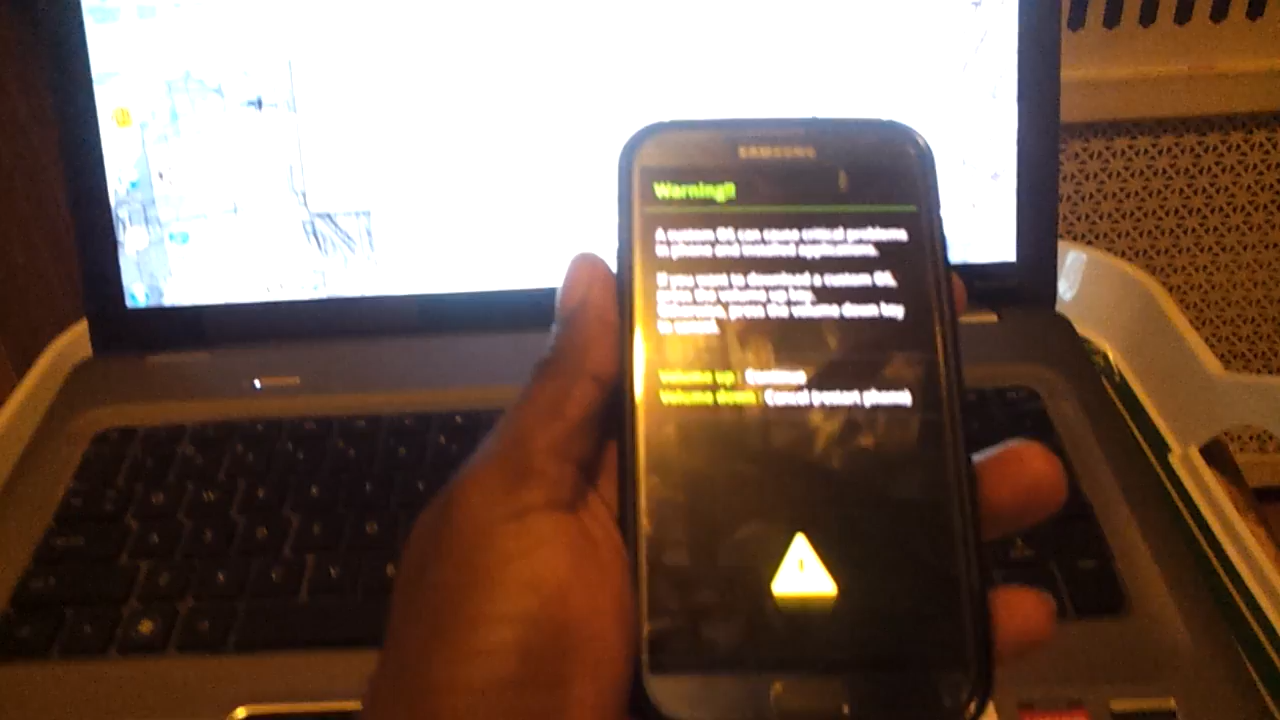 SAMSUNG
Warning!!
A custom OS can cause critical problems
in phone and installed applications.
If you want to download a custom OS,
press the volume up key.
Otherwise, press the volume down key
to cancel.
Volume up : Continue
Volume down : Cancel (restart phone)